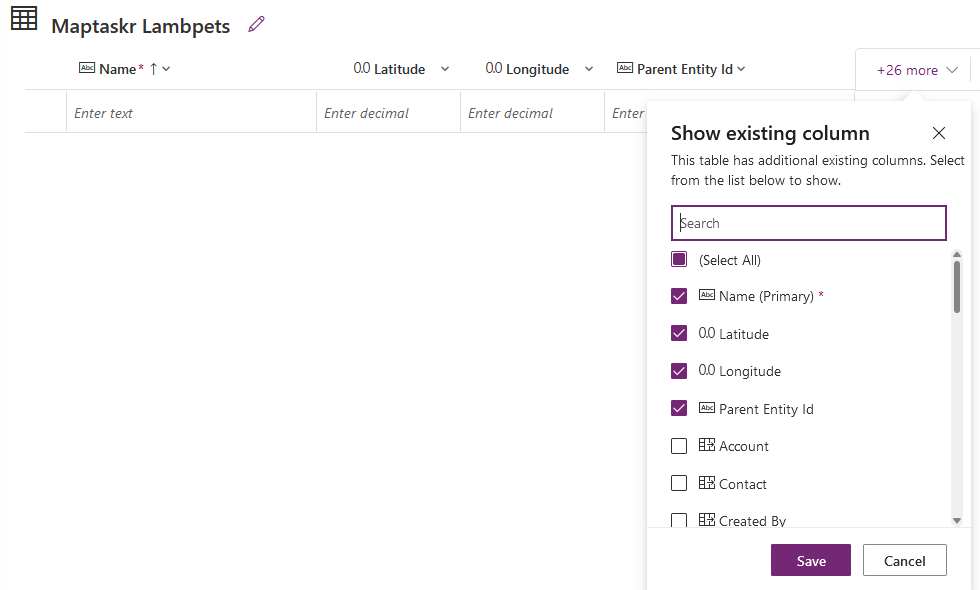 Maptaskr Lambpets
Abc Name* ↑ 0.0 Latitude 0.0 Longitude Abc Parent Entity Id +26 more
Enter text Enter decimal Enter decimal Enter
Show existing column
This table has additional existing columns. Select
from the list below to show.
Search
(Select All)
Abc Name (Primary) *
0.0 Latitude
0.0 Longitude
Abc Parent Entity Id
Account
Contact
Created By
Save Cancel